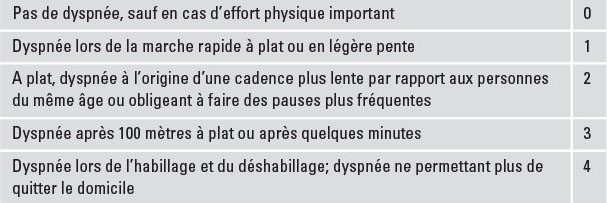 Pas de dyspnée, sauf en cas d’effort physique important 0
Dyspnée lors de la marche rapide à plat ou en légère pente 1
A plat, dyspnée à l’origine d’une cadence plus lente par rapport aux personnes 2
du même âge ou obligeant à faire des pauses plus fréquentes
Dyspnée après 100 mètres à plat ou après quelques minutes 3
Dyspnée lors de l’habillage et du déshabillage; dyspnée ne permettant plus de 4
quitter le domicile